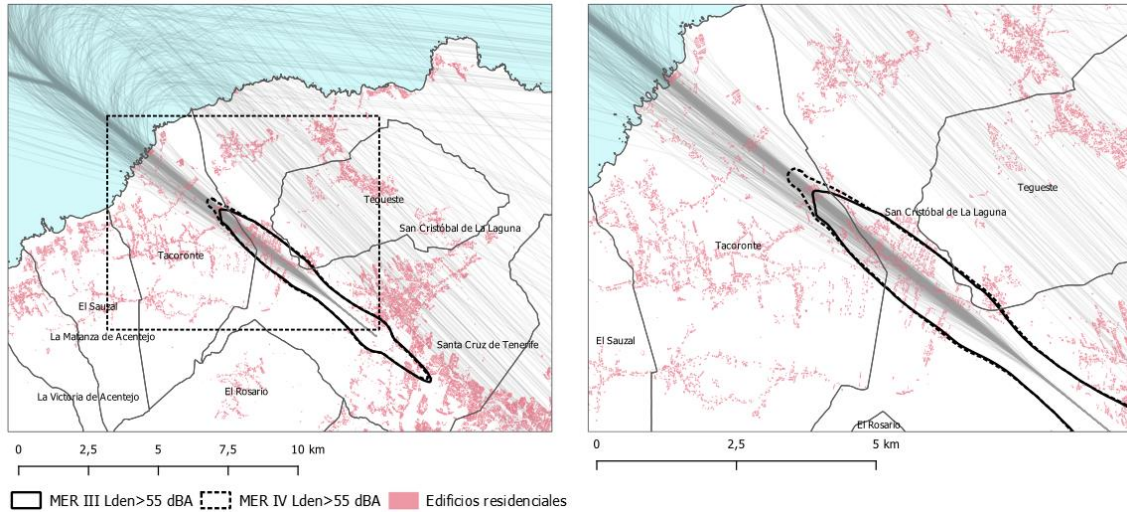 Tegueste
San Cristóbal de La Laguna
Tacoronte
El Sauzal
La Matanza de Acentejo
Santa Cruz de Tenerife
La Victoria de Acentejo
El Rosario
0 2,5 5 7,5 10 km
Tegueste
San Cristóbal de La Laguna
Tacoronte
El Sauzal
El Rosario
0 2,5 5 km
MER III Lden>55 dBA MER IV Lden>55 dBA Edificios residenciales